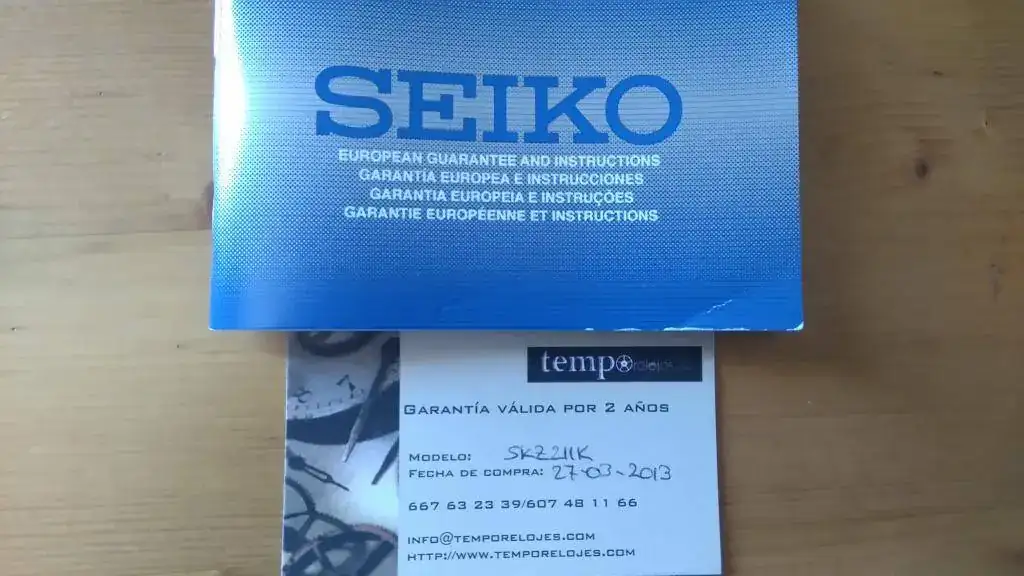 SEIKO
EUROPEAN GUARANTEE AND INSTRUCTIONS
GARANTÍA EUROPEA E INSTRUCCIONES
GARANTIA EUROPEIA E INSTRUÇÕES
GARANTIE EUROPÉENNE ET INSTRUCTIONS
temporelojes
GARANTÍA VÁLIDA POR 2 AÑOS
MODELO: SKZ211K
FECHA DE COMPRA: 27-03-2013
667 63 23 39/607 48 11 66
INFO@TEMPORELOJES.COM
HTTP://WWW.TEMPORELOJES.COM